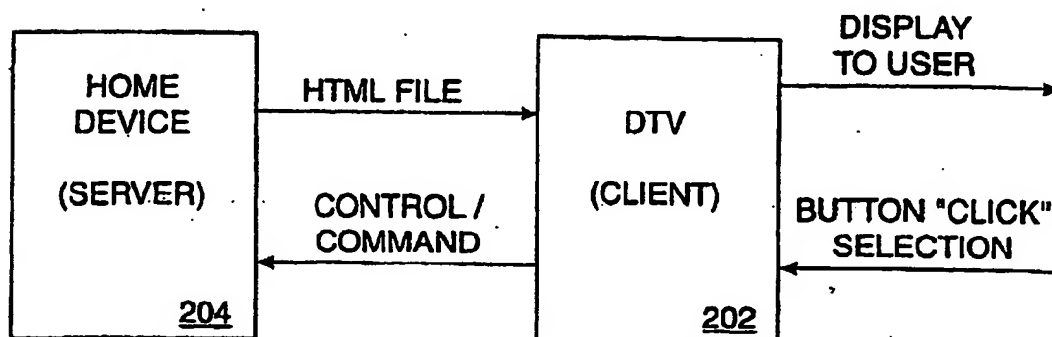 HOME
DEVICE
(SERVER)
204
HTML FILE
CONTROL /
COMMAND
DTV
(CLIENT)
202
DISPLAY
TO USER
BUTTON "CLICK"
SELECTION